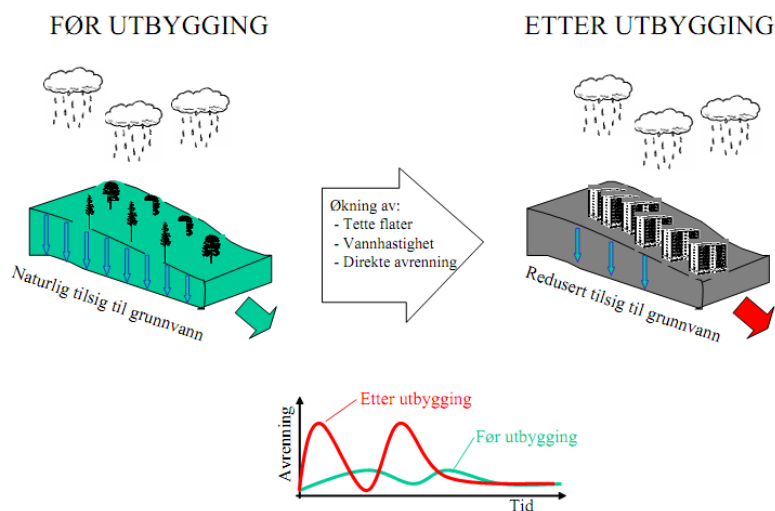 FØR UTBYGGING
ETTER UTBYGGING
Økning av:
- Tette flater
- Vannhastighet
- Direkte avrenning
Naturlig tilsig til grunnvann
Redusert tilsig til grunnvann
Avrenning
Etter utbygging
Før utbygging
Tid